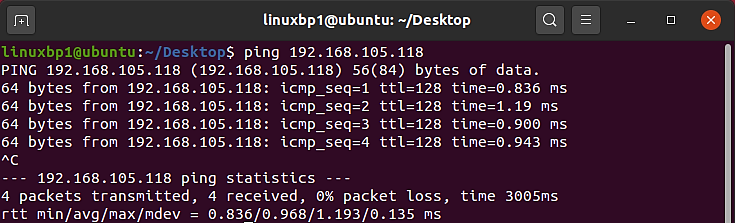 linuxbp1@ubuntu: ~/Desktop
linuxbp1@ubuntu:~/Desktop$ ping 192.168.105.118
PING 192.168.105.118 (192.168.105.118) 56(84) bytes of data.
64 bytes from 192.168.105.118: icmp_seq=1 ttl=128 time=0.836 ms
64 bytes from 192.168.105.118: icmp_seq=2 ttl=128 time=1.19 ms
64 bytes from 192.168.105.118: icmp_seq=3 ttl=128 time=0.900 ms
64 bytes from 192.168.105.118: icmp_seq=4 ttl=128 time=0.943 ms
^C
--- 192.168.105.118 ping statistics ---
4 packets transmitted, 4 received, 0% packet loss, time 3005ms
rtt min/avg/max/mdev = 0.836/0.968/1.193/0.135 ms